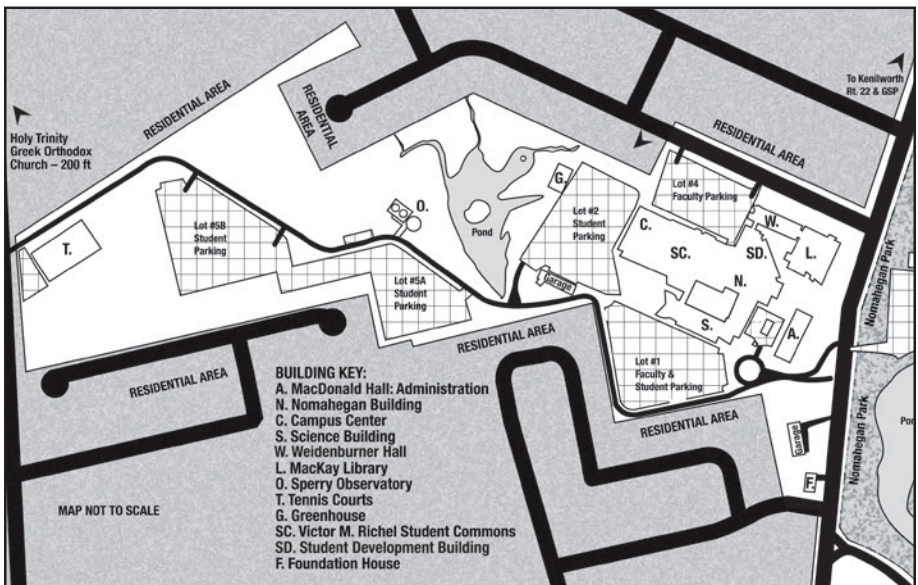 To Kenilworth
Rt. 22 & GSP
RESIDENTIAL AREA
RESIDENTIAL
AREA
RESIDENTIAL AREA
Holy Trinity
Greek Orthodox
Church – 200 ft
Lot #4
Faculty Parking
G.
O.
Lot #2
Student
Parking
C.
W.
Lot #5B
Student
Parking
Pond
SC.
SD.
L.
T.
N.
Nomahegan Park
Lot #5A
Student
Parking
Garage
S.
A.
RESIDENTIAL AREA
Lot #1
Faculty &
Student Parking
RESIDENTIAL AREA
RESIDENTIAL AREA
Nomahegan Park
Garage
F.
BUILDING KEY:
A. MacDonald Hall: Administration
N. Nomahegan Building
C. Campus Center
S. Science Building
W. Weidenburner Hall
L. MacKay Library
O. Sperry Observatory
T. Tennis Courts
G. Greenhouse
SC. Victor M. Richel Student Commons
SD. Student Development Building
F. Foundation House
MAP NOT TO SCALE